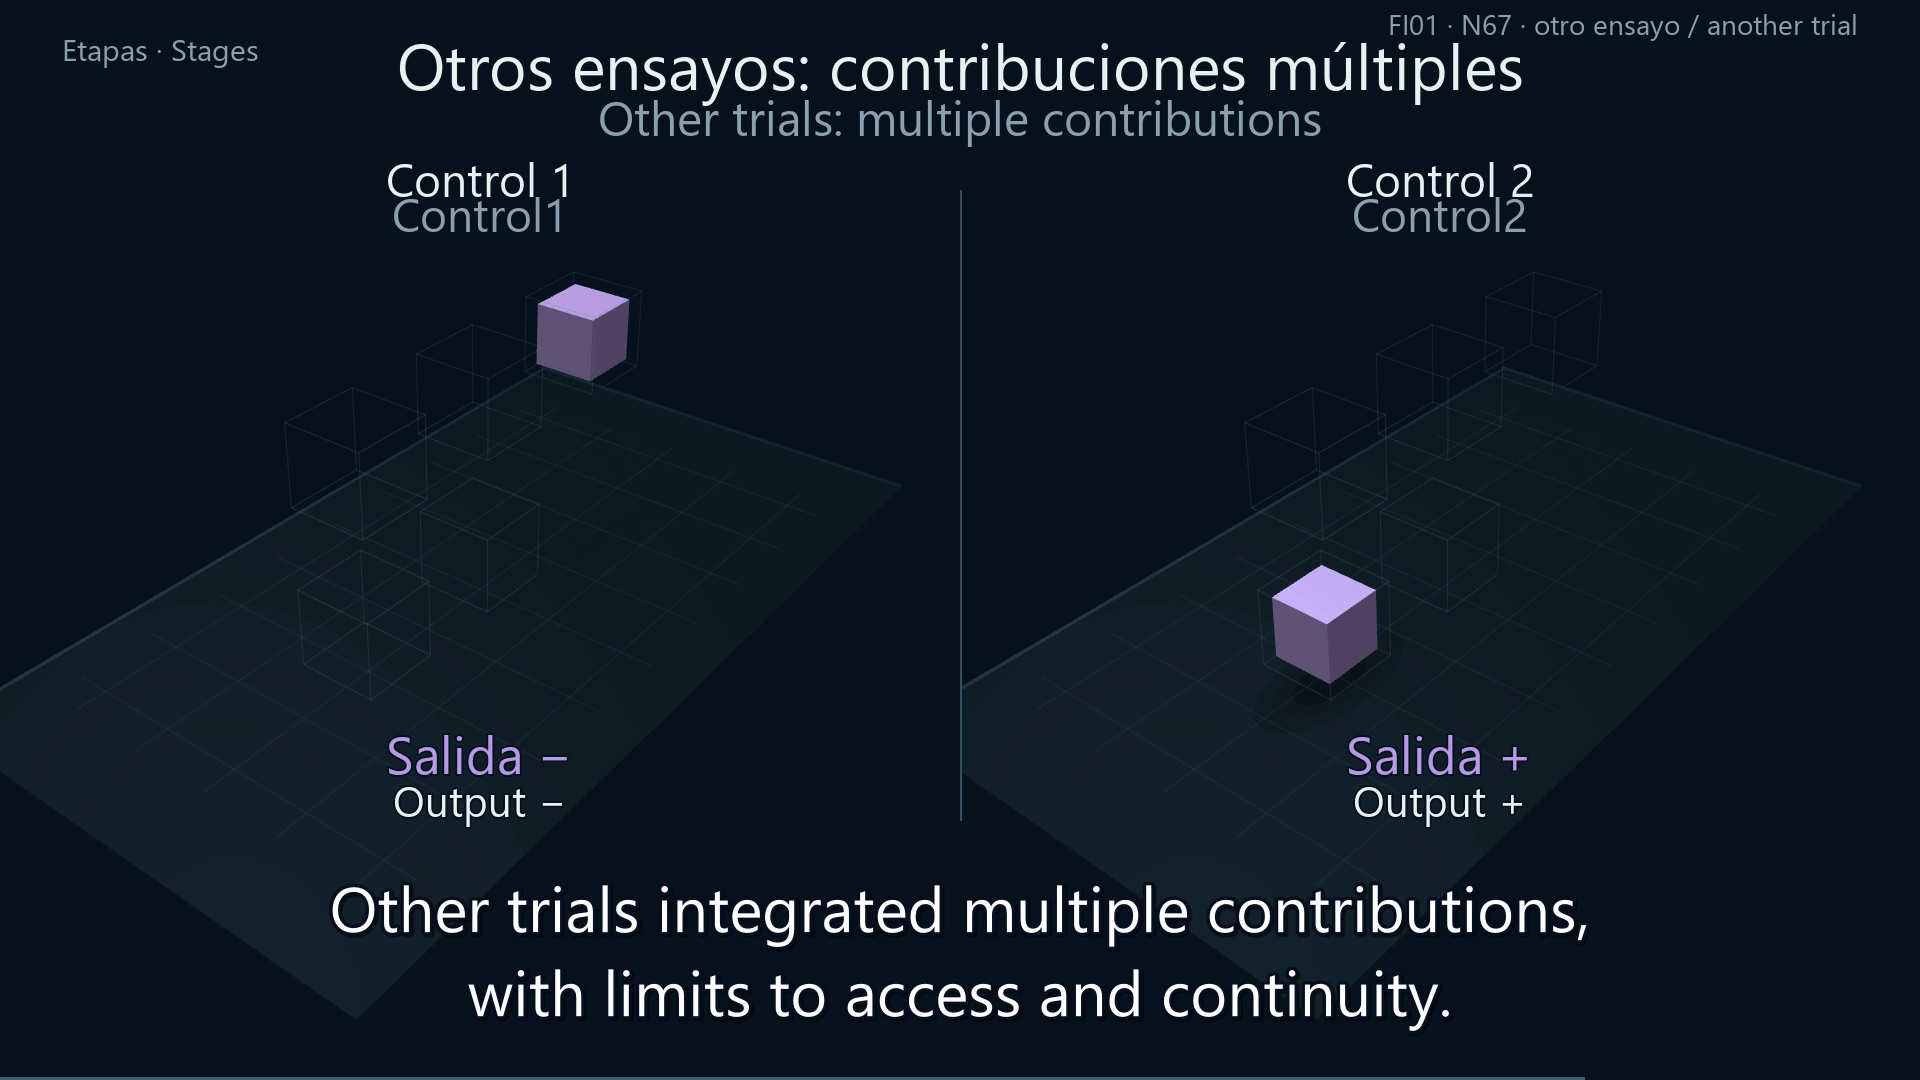 Etapas · Stages
FI01 · N67 · otro ensayo / another trial
Otros ensayos: contribuciones múltiples
Other trials: multiple contributions
Control 1
Control1
Control 2
Control2
Salida −
Output −
Salida +
Output +
Other trials integrated multiple contributions,
with limits to access and continuity.